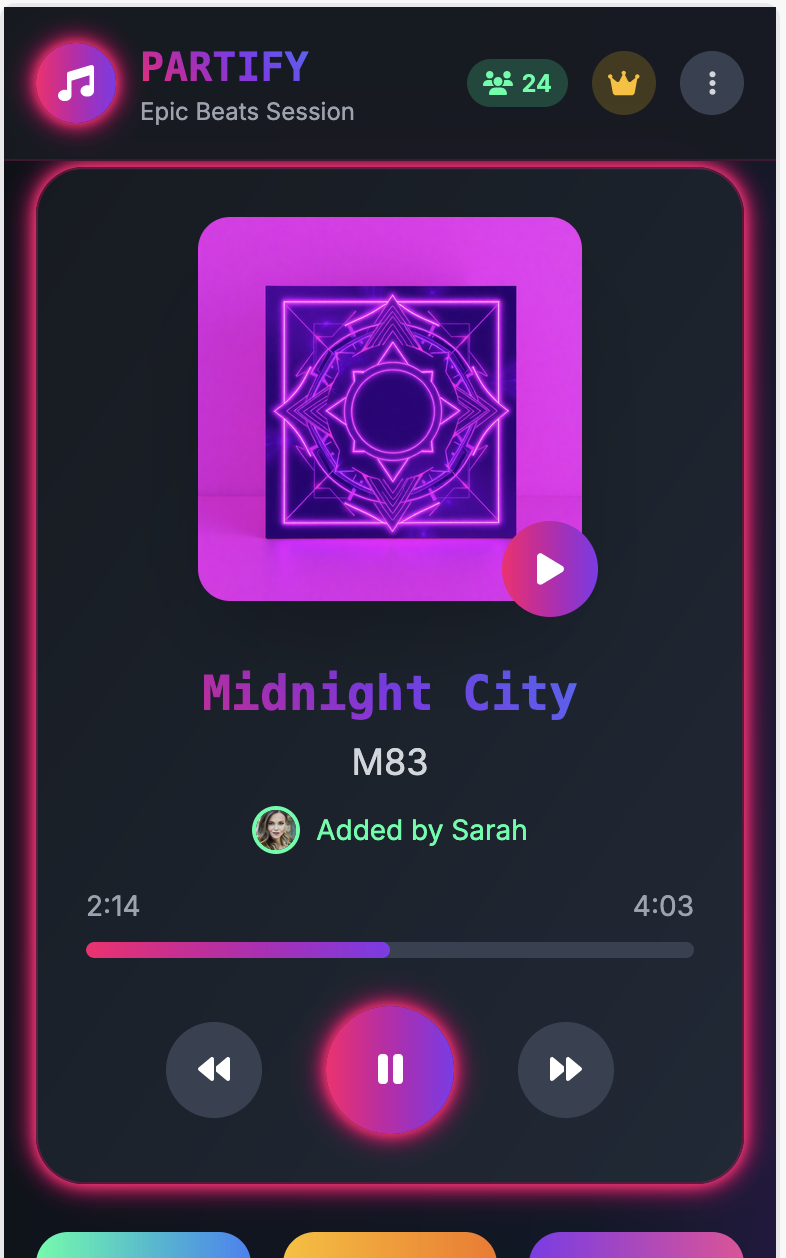 PARTIFY
Epic Beats Session
24
Midnight City
M83
Added by Sarah
2:14
4:03